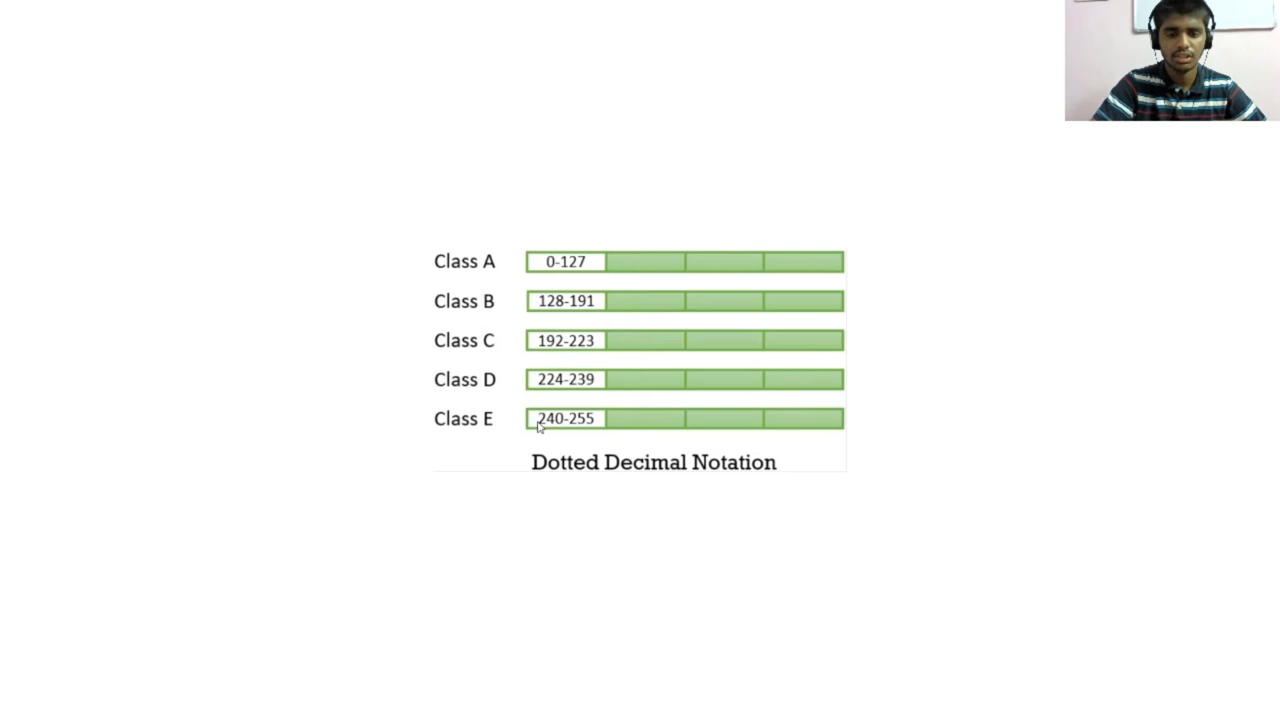 Class A 0-127
Class B 128-191
Class C 192-223
Class D 224-239
Class E 240-255
Dotted Decimal Notation